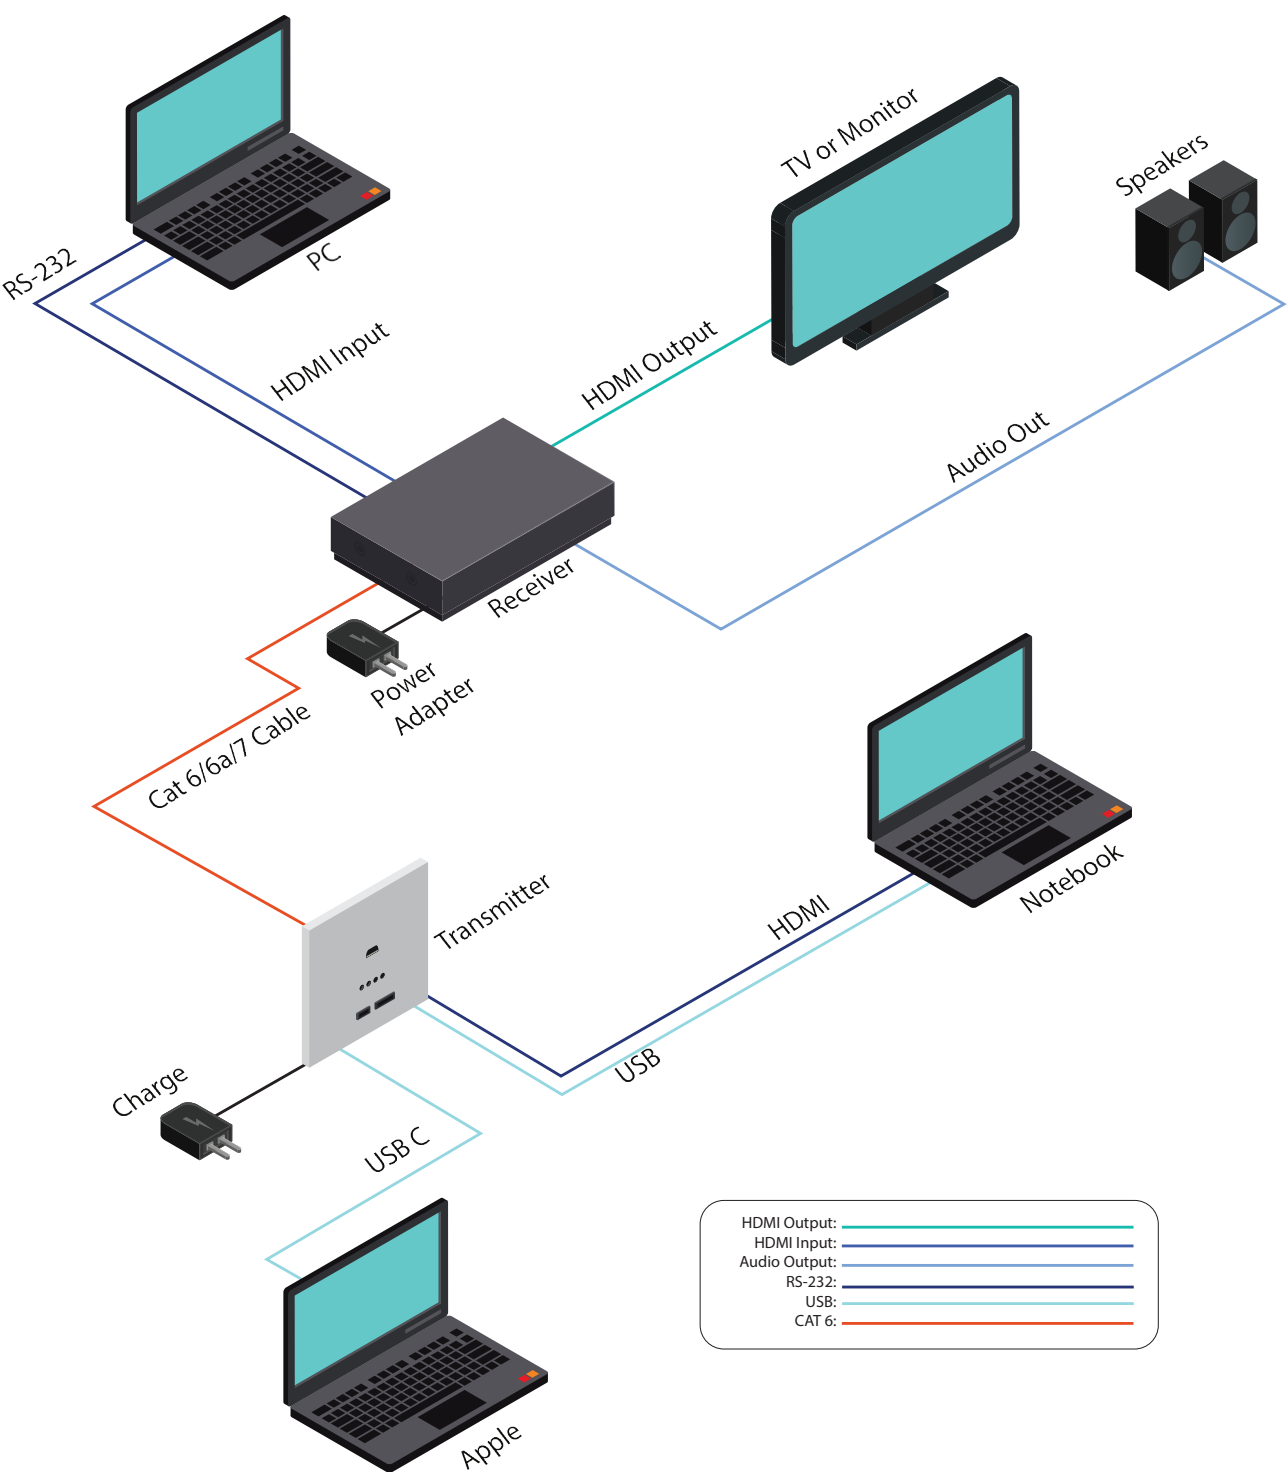 TV or Monitor
Speakers
PC
RS-232
HDMI Input
HDMI Output
Audio Out
Receiver
Power
Adapter
Cat 6/6a/7 Cable
Notebook
Transmitter
HDMI
USB
Charge
USB C
Apple
HDMI Output:
HDMI Input:
Audio Output:
RS-232:
USB:
CAT 6: